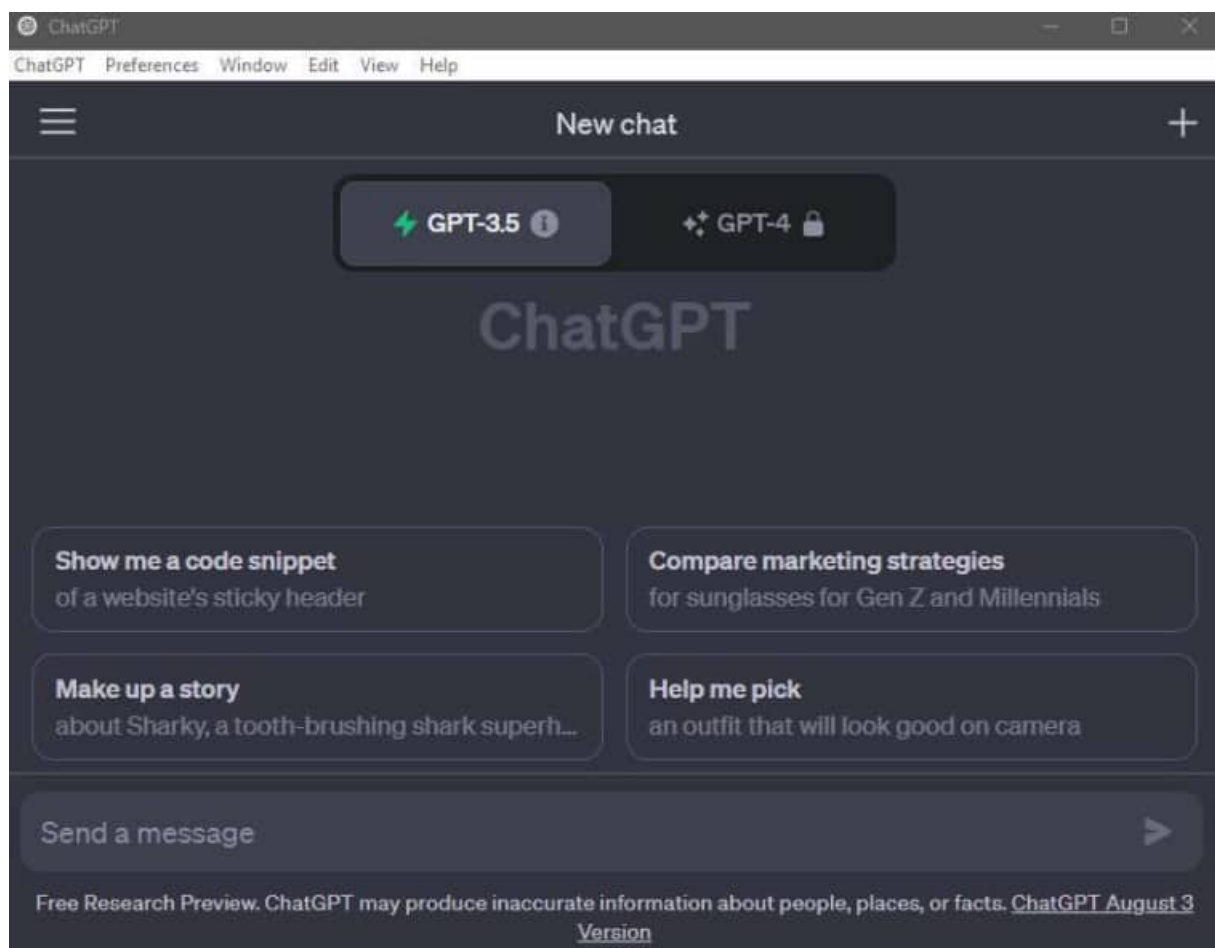 ChatGPT
ChatGPT Preferences Window Edit View Help
New chat
GPT-3.5 GPT-4
ChatGPT
Show me a code snippet
of a website's sticky header
Compare marketing strategies
for sunglasses for Gen Z and Millennials
Make up a story
about Sharky, a tooth-brushing shark superh...
Help me pick
an outfit that will look good on camera
Send a message
Free Research Preview. ChatGPT may produce inaccurate information about people, places, or facts. ChatGPT August 3
Version